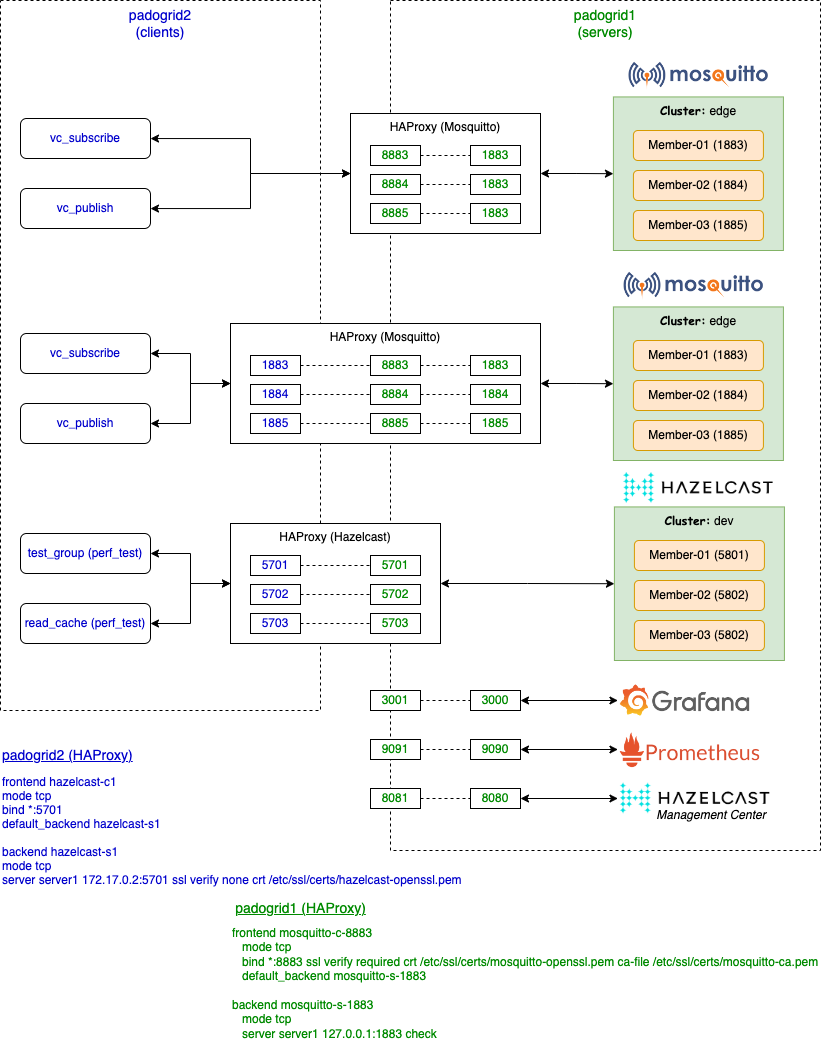 padogrid2
(clients)
padogrid1
(servers)
mosquitto
vc_subscribe
vc_publish
HAProxy (Mosquitto)
8883 1883
8884 1883
8885 1883
Cluster: edge
Member-01 (1883)
Member-02 (1884)
Member-03 (1885)
mosquitto
vc_subscribe
vc_publish
HAProxy (Mosquitto)
1883 8883 1883
1884 8884 1884
1885 8885 1885
Cluster: edge
Member-01 (1883)
Member-02 (1884)
Member-03 (1885)
HAZELCAST
test_group (perf_test)
read_cache (perf_test)
HAProxy (Hazelcast)
5701 5701
5702 5702
5703 5703
Cluster: dev
Member-01 (5801)
Member-02 (5802)
Member-03 (5802)
3001 3000 Grafana
9091 9090 Prometheus
8081 8080 HAZELCAST
Management Center
padogrid2 (HAProxy)
frontend hazelcast-c1
mode tcp
bind *:5701
default_backend hazelcast-s1
backend hazelcast-s1
mode tcp
server server1 172.17.0.2:5701 ssl verify none crt /etc/ssl/certs/hazelcast-openssl.pem
padogrid1 (HAProxy)
frontend mosquitto-c-8883
mode tcp
bind *:8883 ssl verify required crt /etc/ssl/certs/mosquitto-openssl.pem ca-file /etc/ssl/certs/mosquitto-ca.pem
default_backend mosquitto-s-1883
backend mosquitto-s-1883
mode tcp
server server1 127.0.0.1:1883 check